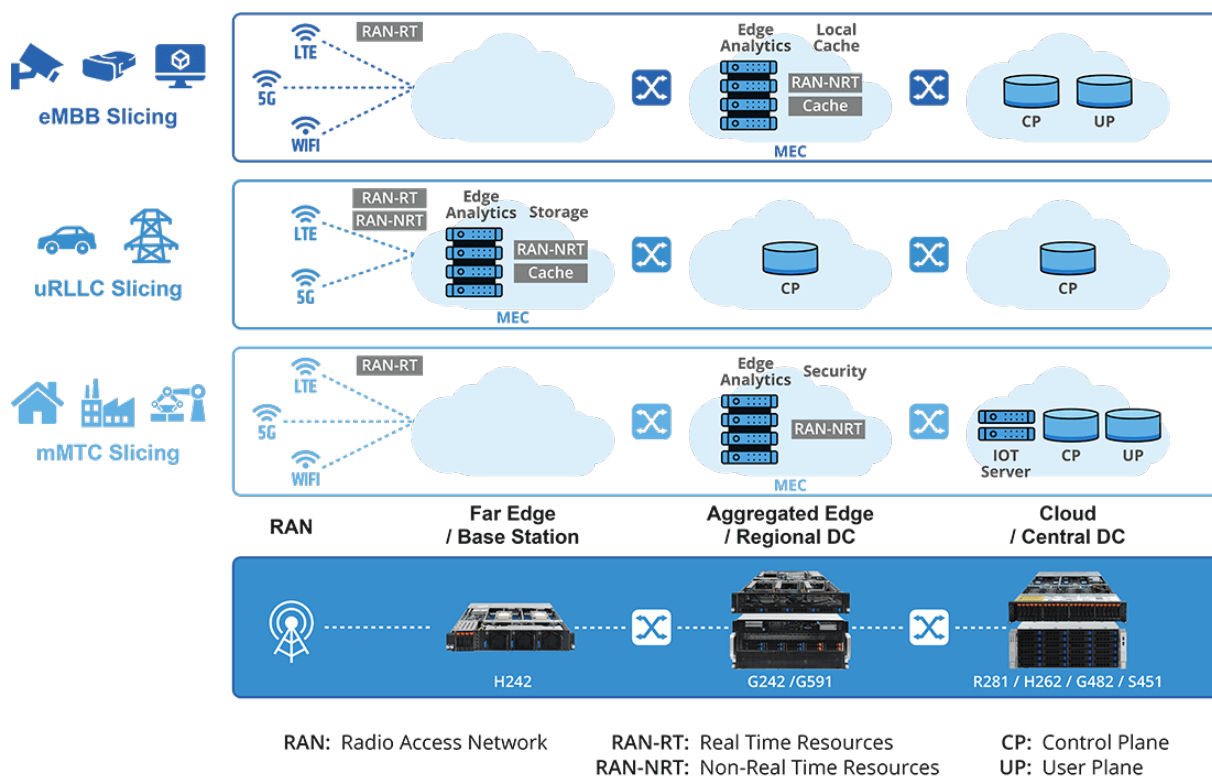 eMBB Slicing
LTE
5G
WIFI
RAN-RT
Edge
Analytics
Local
Cache
RAN-NRT
Cache
MEC
CP
UP
uRLLC Slicing
LTE
5G
RAN-RT
RAN-NRT
Edge
Analytics
Storage
RAN-NRT
Cache
MEC
CP
CP
mMTC Slicing
LTE
5G
WIFI
RAN-RT
Edge
Analytics
Security
RAN-NRT
MEC
IOT
Server
CP
UP
RAN
Far Edge
/ Base Station
Aggregated Edge
/ Regional DC
Cloud
/ Central DC
H242
G242 /G591
R281 / H262 / G482 / S451
RAN: Radio Access Network
RAN-RT: Real Time Resources
CP: Control Plane
RAN-NRT: Non-Real Time Resources
UP: User Plane